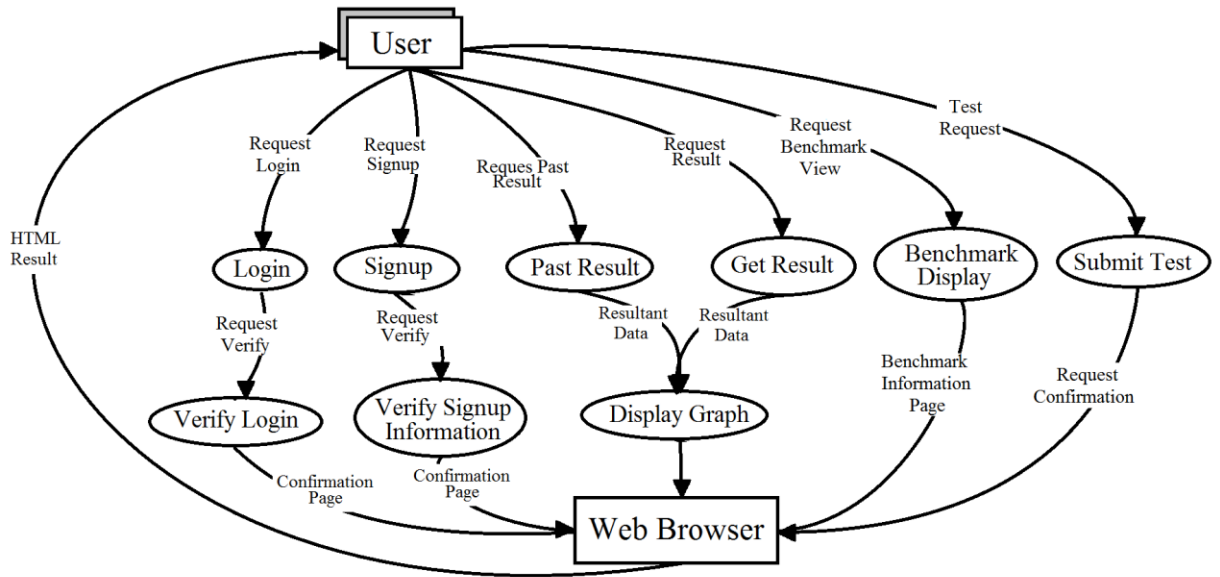 User
Test
Request
Request
Benchmark
View
Request
Login
Request
Signup
Reques Past
Result
Request
Result
HTML
Result
Login
Signup
Past Result
Get Result
Benchmark
Display
Submit Test
Request
Verify
Request
Verify
Resultant
Data
Resultant
Data
Benchmark
Information
Page
Request
Confirmation
Verify Login
Verify Signup
Information
Display Graph
Confirmation
Page
Confirmation
Page
Web Browser